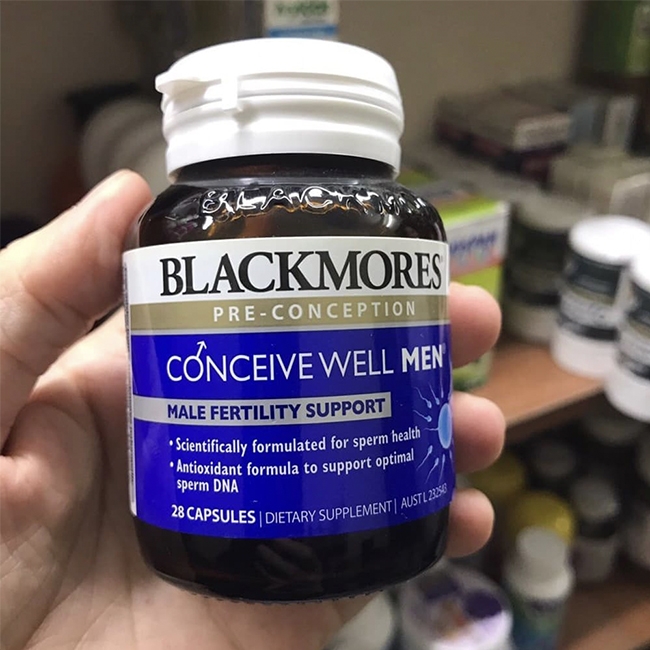 BLACKMORES®
PRE-CONCEPTION
CONCEIVE WELL MEN
MALE FERTILITY SUPPORT
• Scientifically formulated for sperm health
• Antioxidant formula to support optimal
sperm DNA
28 CAPSULES | DIETARY SUPPLEMENT | AUST L 232543